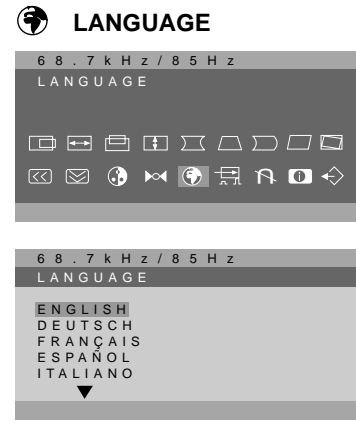 LANGUAGE
68.7kHz/85Hz
LANGUAGE
68.7kHz/85Hz
LANGUAGE
ENGLISH
DEUTSCH
FRANÇAIS
ESPAÑOL
ITALIANO